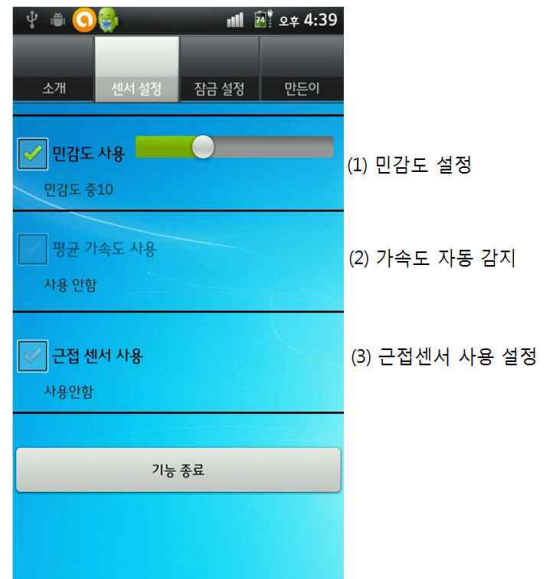 74 오후 4:39
소개 센서 설정 잠금 설정 만든이
민감도 사용
민감도 중10
(1) 민감도 설정
평균 가속도 사용
사용 안함
(2) 가속도 자동 감지
근접 센서 사용
사용안함
(3) 근접센서 사용 설정
기능 종료